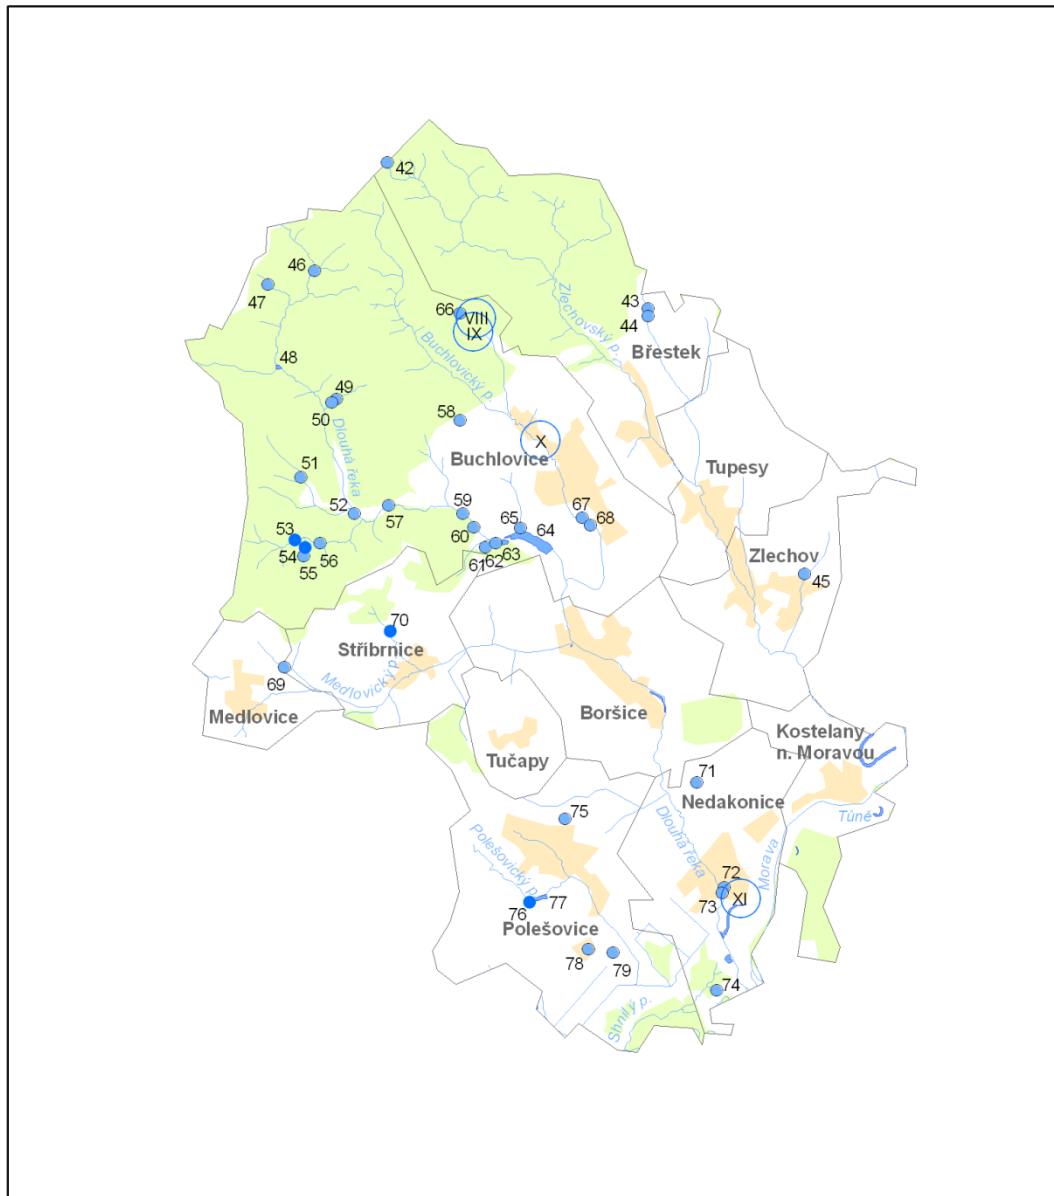 42
46
47
43
44
66
VIII
IX
Zlechovský p.
Břestek
Buchlovický p.
48
49
50
58
X
Dlouhá řeka
Buchlovice
Tupesy
51
52
57
59
67
68
60
65
64
53
54
56
55
61
62
63
Zlechov
45
70
Stříbrnice
69
Medlovický p.
Medlovice
Boršice
Kostelany
n. Moravou
Tučapy
71
Nedakonice
75
Tůně
Polešovický p.
Dlouhá řeka
Morava
72
73
XI
76
77
Polešovice
78
79
74
Shnilý p.